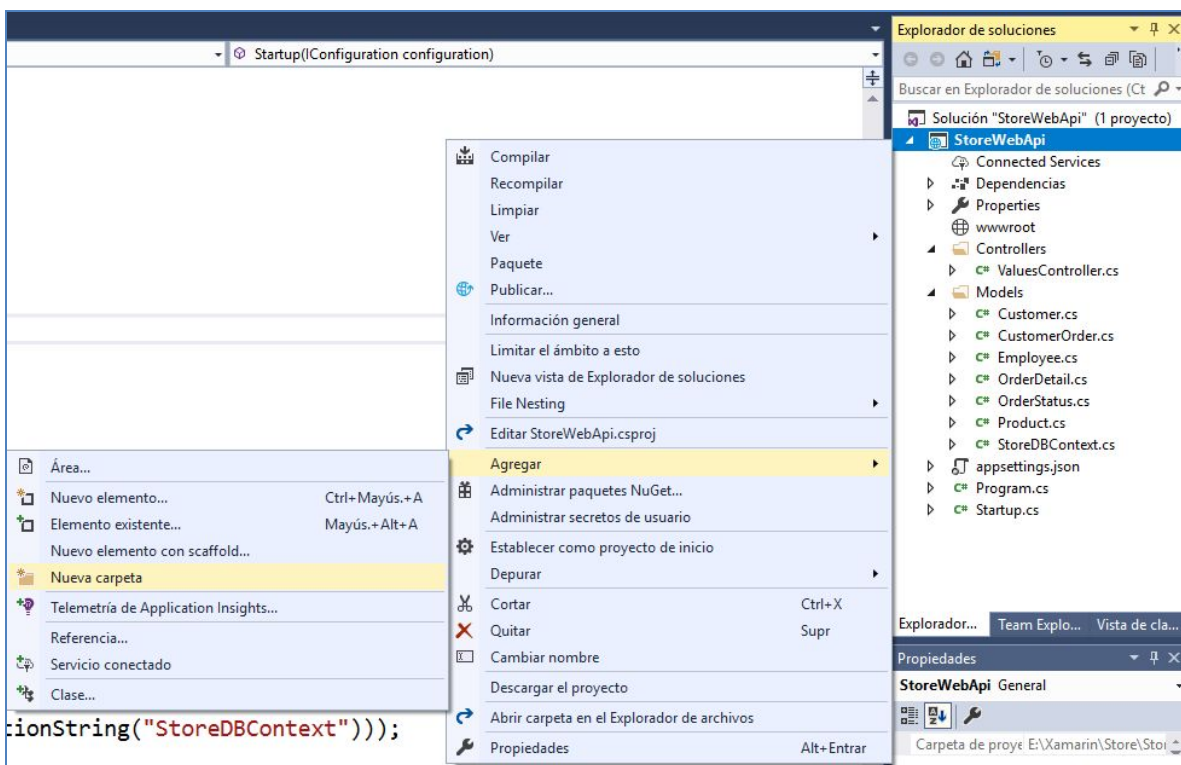 Startup(IConfiguration configuration)
Compilar
Recompilar
Limpiar
Ver
Paquete
Publicar...
Información general
Limitar el ámbito a esto
Nueva vista de Explorador de soluciones
File Nesting
Editar StoreWebApi.csproj
Agregar
Administrar paquetes NuGet...
Administrar secretos de usuario
Establecer como proyecto de inicio
Depurar
Cortar Ctrl+X
Quitar Supr
Cambiar nombre
Descargar el proyecto
Abrir carpeta en el Explorador de archivos
Propiedades Alt+Entrar
Área...
Nuevo elemento... Ctrl+Mayús.+A
Elemento existente... Mayús.+Alt+A
Nuevo elemento con scaffold...
Nueva carpeta
Telemetría de Application Insights...
Referencia...
Servicio conectado
Clase...
tionString("StoreDBContext")));
Explorador de soluciones
Buscar en Explorador de soluciones (Ct
Solución "StoreWebApi" (1 proyecto)
StoreWebApi
Connected Services
Dependencias
Properties
wwwroot
Controllers
C# ValuesController.cs
Models
C# Customer.cs
C# CustomerOrder.cs
C# Employee.cs
C# OrderDetail.cs
C# OrderStatus.cs
C# Product.cs
C# StoreDBContext.cs
appsettings.json
C# Program.cs
C# Startup.cs
Explorador... Team Explo... Vista de cla...
Propiedades
StoreWebApi General
Carpeta de proye E:\Xamarin\Store\Stor